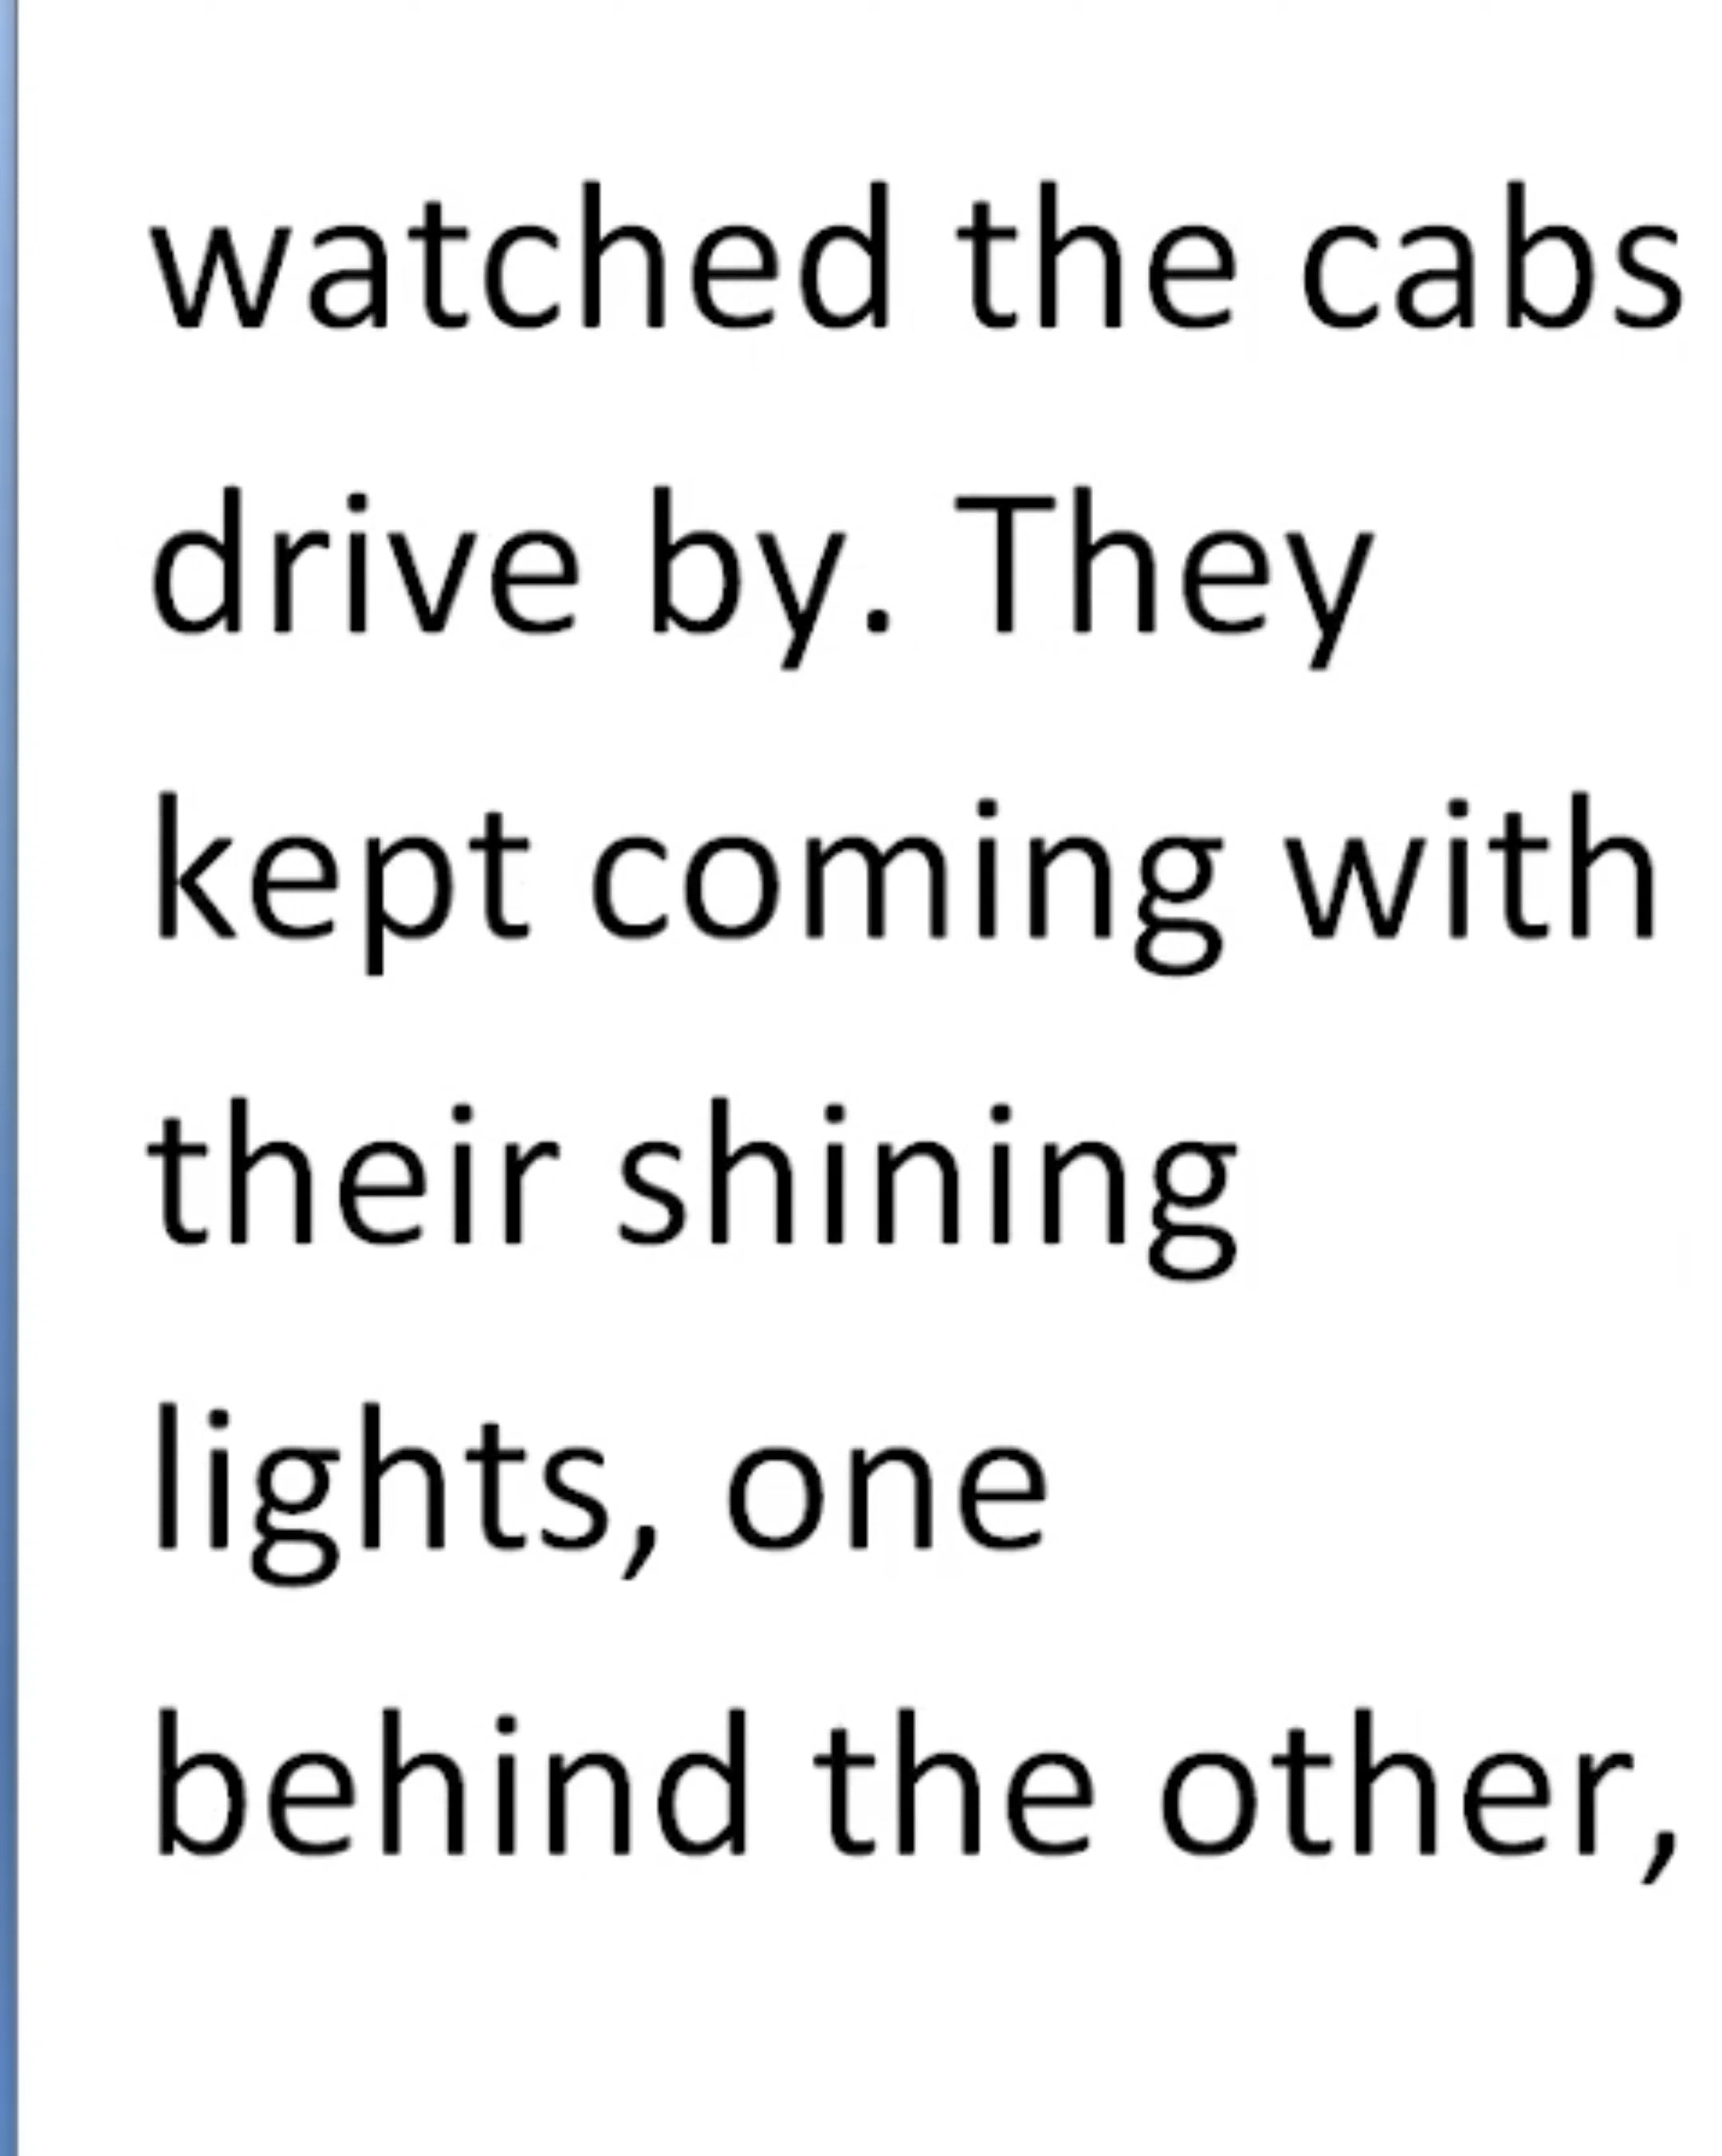 watched the cabs
drive by. They
kept coming with
their shining
lights, one
behind the other,